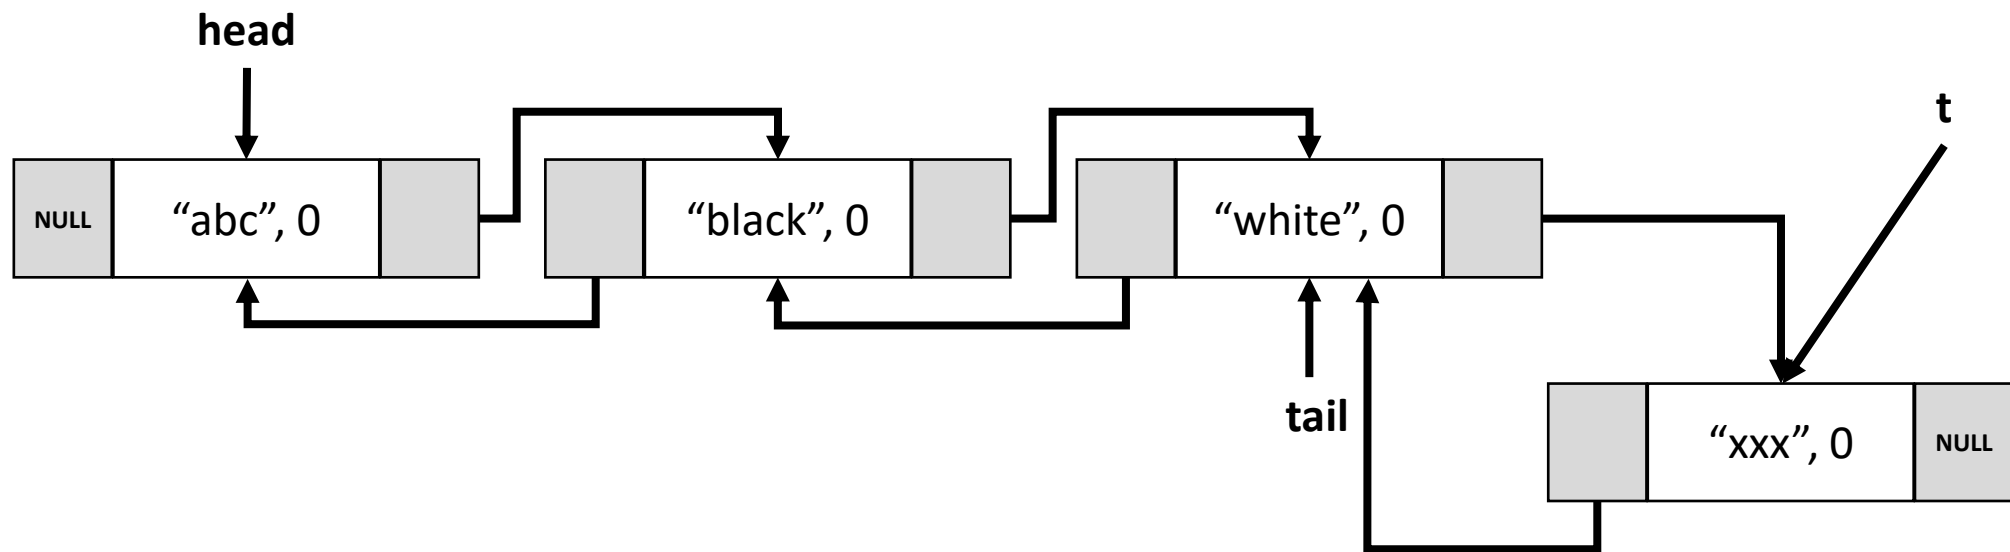 head
t
NULL “abc”, 0 “black”, 0 “white”, 0
tail
“xxx”, 0 NULL